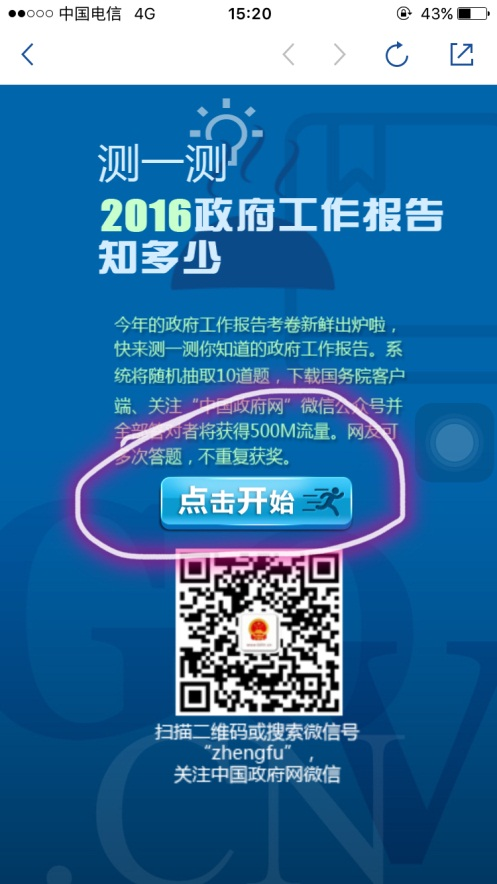 中国电信 4G 15:20 43%
测一测
2016政府工作报告
知多少
今年的政府工作报告考卷新鲜出炉啦，
快来测一测你知道的政府工作报告。系
统将随机抽取10道题，下载国务院客户
端、关注“中国政府网”微信公众号并
全部答对者将获得500M流量。网友可
多次答题，不重复获奖。
点击开始
扫描二维码或搜索微信号
“zhengfu”，
关注中国政府网微信
GOV
.CN